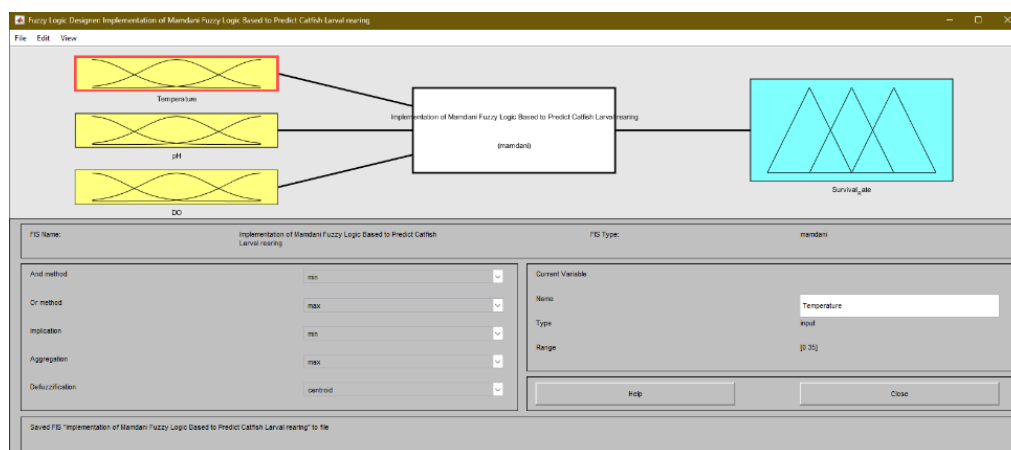 Fuzzy Logic Designer: Implementation of Mamdani Fuzzy Logic Based to Predict Catfish Larval rearing
File Edit View
Temperature
pH
DO
Implementation of Mamdani Fuzzy Logic Based to Predict Catfish Larval rearing
(mamdani)
Survival_rate
FIS Name:
Implementation of Mamdani Fuzzy Logic Based to Predict Catfish
Larval rearing
FIS Type:
mamdani
And method
min
Or method
max
Implication
min
Aggregation
max
Defuzzification
centroid
Current Variable
Name
Temperature
Type
input
Range
[0 35]
Help
Close
Saved FIS "Implementation of Mamdani Fuzzy Logic Based to Predict Catfish Larval rearing" to file